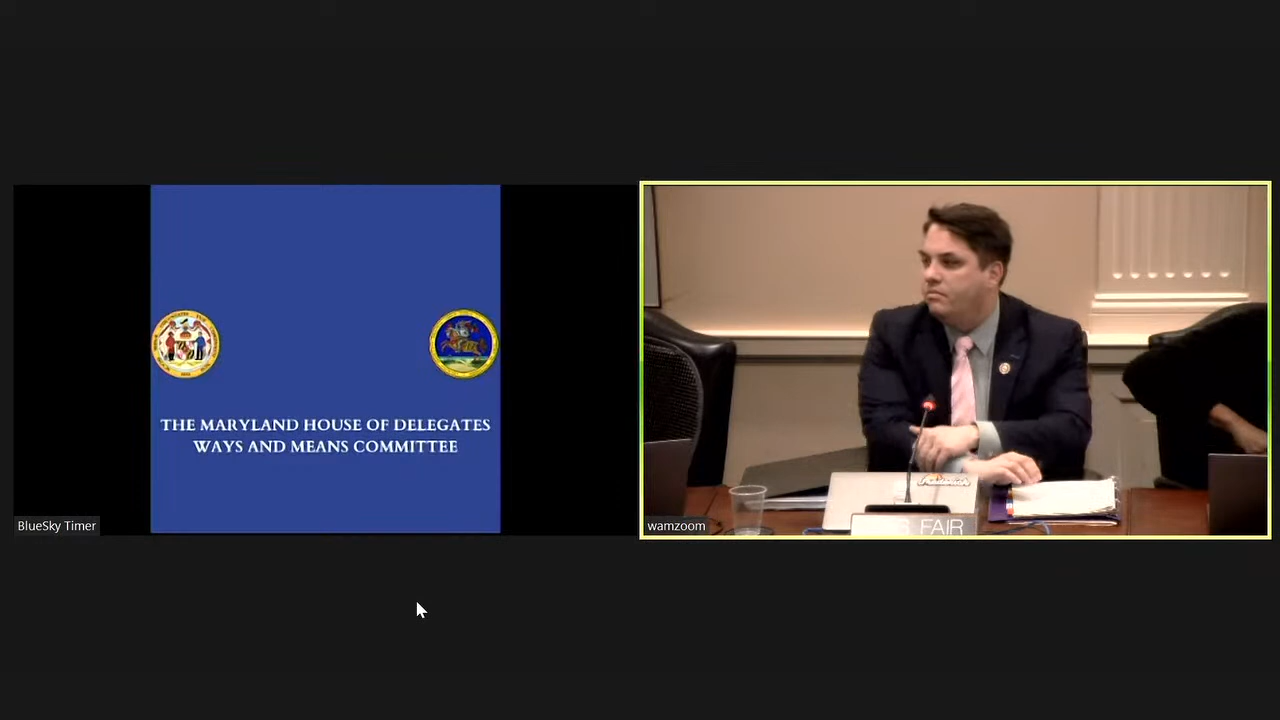 THE MARYLAND HOUSE OF DELEGATES
WAYS AND MEANS COMMITTEE
BlueSky Timer
wamzoom
FAIR